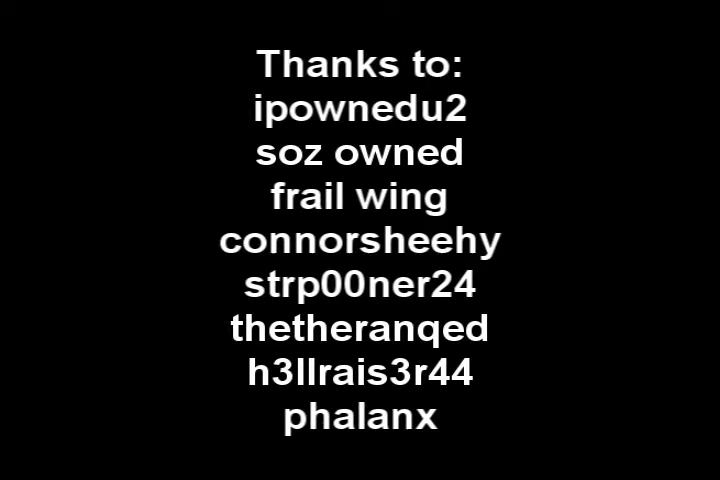 Thanks to:
ipownedu2
soz owned
frail wing
connorsheehy
strp00ner24
thetheranqed
h3llrais3r44
phalanx